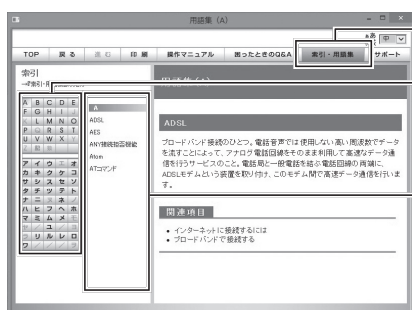 用語集 (A)
あ 中
TOP 戻る 進む 印刷 操作マニュアル 困ったときのQ&A 索引・用語集 サポート
索引
A B C D E
F G H I J
K L M N O
P Q R S T
U V W X Y
ア イ ウ エ オ
カ キ ク ケ コ
サ シ ス セ ソ
タ チ ツ テ ト
ナ ニ ヌ ネ ノ
ハ ヒ フ ヘ ホ
マ ミ ム メ モ
ヤ ユ ヨ
ラ リ ル レ ロ
ワ
A
ADSL
AES
ANY接続拒否機能
Atom
ATコマンド
ADSL
ブロードバンド接続のひとつ。電話音声では使用しない高い周波数でデータ
を流すことによって、アナログ電話回線をそのまま利用して高速なデータ通
信を行うサービスのこと。電話局と一般電話を結ぶ電話回線の両端に、
ADSLモデムという装置を取り付け、このモデム間で高速データ通信を行いま
す。
関連項目
• インターネットに接続するには
• ブロードバンドで接続する